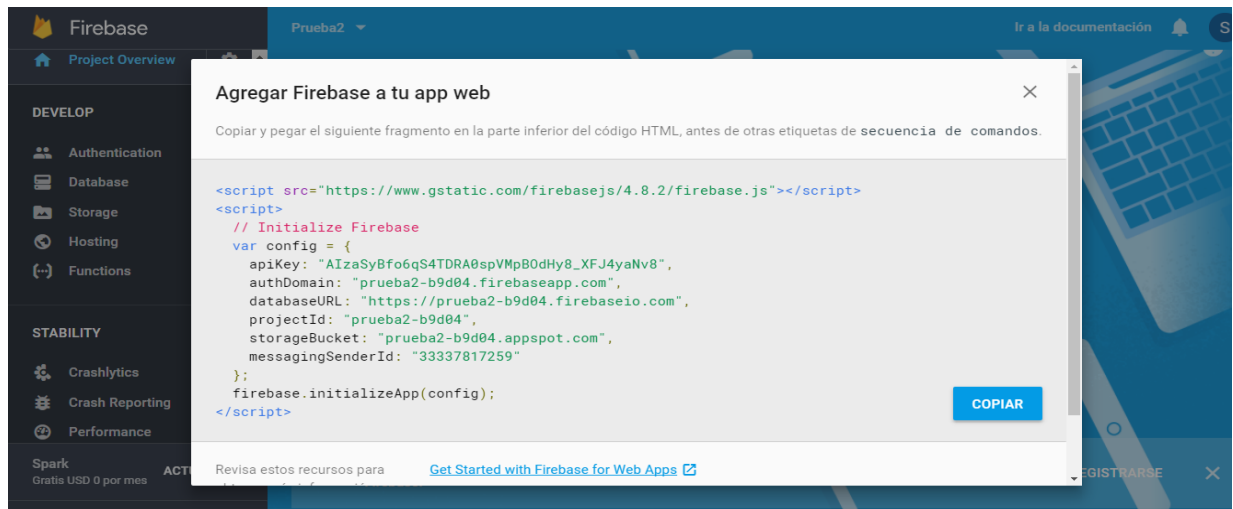 Firebase
Prueba2
Ir a la documentación
S
Project Overview
DEVELOP
Authentication
Database
Storage
Hosting
Functions
STABILITY
Crashlytics
Crash Reporting
Performance
Spark
Gratis USD 0 por mes
ACTU
Agregar Firebase a tu app web
Copiar y pegar el siguiente fragmento en la parte inferior del código HTML, antes de otras etiquetas de secuencia de comandos.
<script src="https://www.gstatic.com/firebasejs/4.8.2/firebase.js"></script>
<script>
// Initialize Firebase
var config = {
apiKey: "AIzaSyBfo6qS4TDRA0spVMpBOdHy8_XFJ4yaNv8",
authDomain: "prueba2-b9d04.firebaseapp.com",
databaseURL: "https://prueba2-b9d04.firebaseio.com",
projectId: "prueba2-b9d04",
storageBucket: "prueba2-b9d04.appspot.com",
messagingSenderId: "33337817259"
};
firebase.initializeApp(config);
</script>
COPIAR
Revisa estos recursos para
Get Started with Firebase for Web Apps
EGISTRARSE